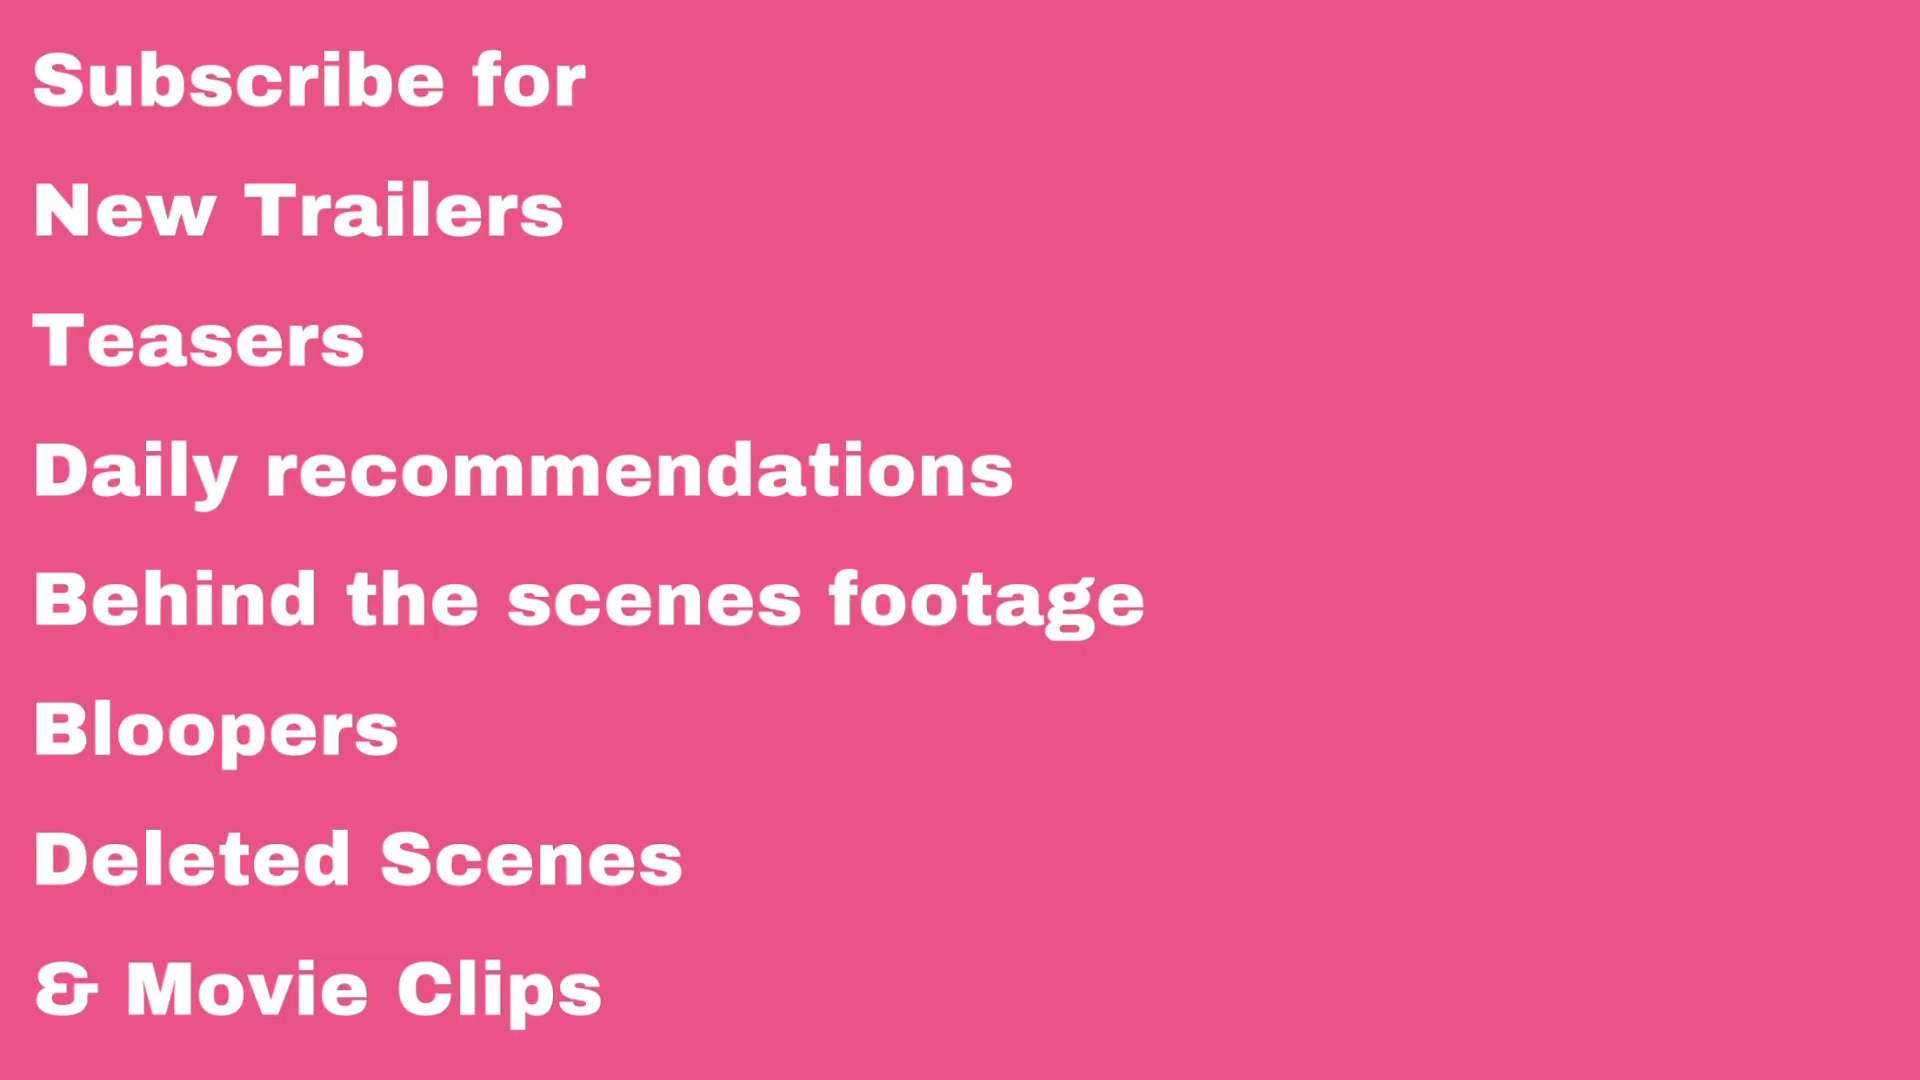 Subscribe for
New Trailers
Teasers
Daily recommendations
Behind the scenes footage
Bloopers
Deleted Scenes
& Movie Clips